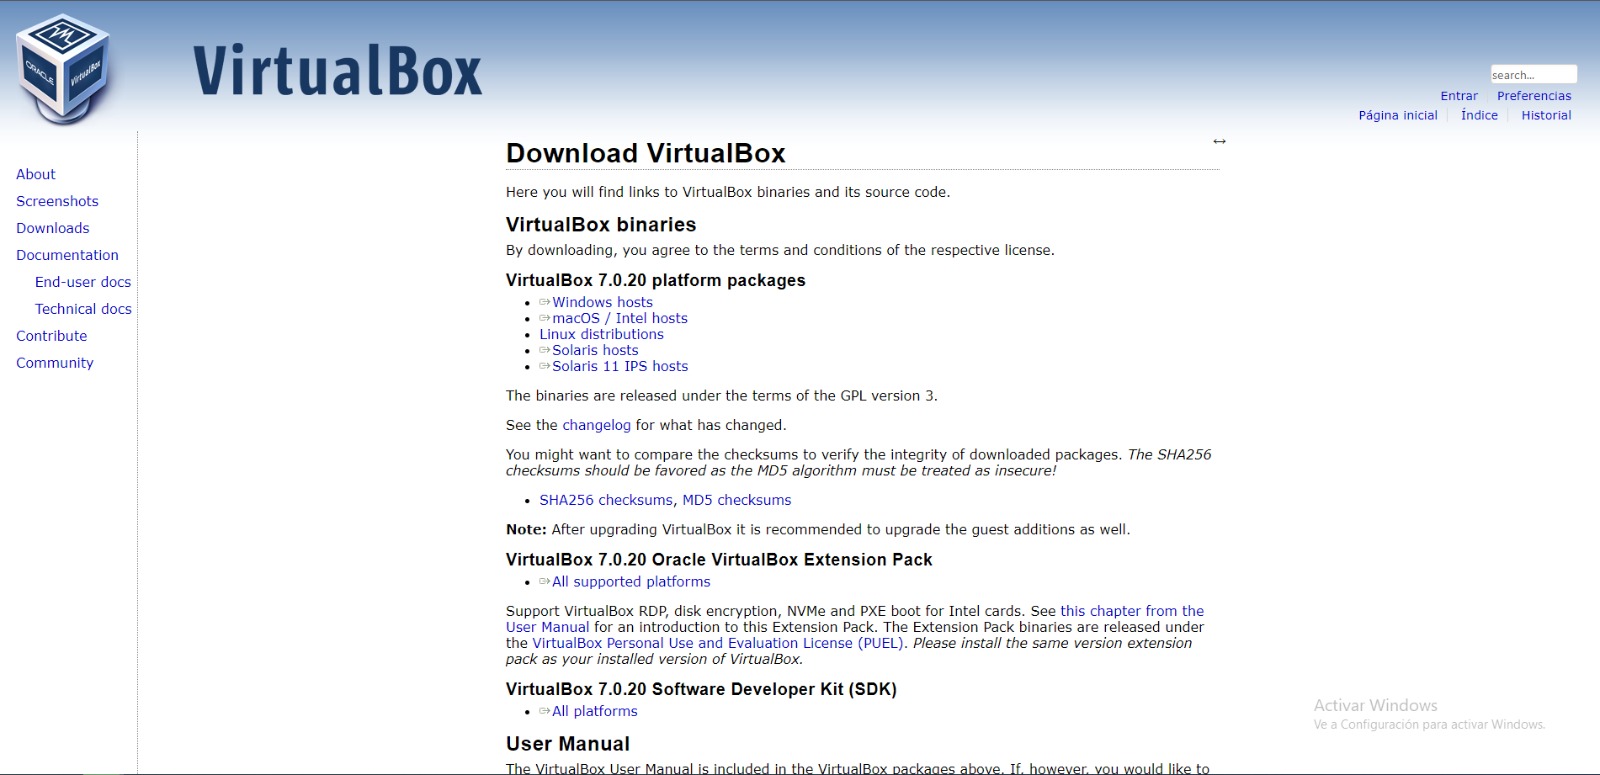 ORACLE
VirtualBox
VirtualBox
search...
Entrar
Preferencias
Página inicial
Índice
Historial
About
Screenshots
Downloads
Documentation
End-user docs
Technical docs
Contribute
Community
Download VirtualBox
Here you will find links to VirtualBox binaries and its source code.
VirtualBox binaries
By downloading, you agree to the terms and conditions of the respective license.
VirtualBox 7.0.20 platform packages
Windows hosts
macOS / Intel hosts
Linux distributions
Solaris hosts
Solaris 11 IPS hosts
The binaries are released under the terms of the GPL version 3.
See the changelog for what has changed.
You might want to compare the checksums to verify the integrity of downloaded packages. The SHA256
checksums should be favored as the MD5 algorithm must be treated as insecure!
SHA256 checksums, MD5 checksums
Note: After upgrading VirtualBox it is recommended to upgrade the guest additions as well.
VirtualBox 7.0.20 Oracle VirtualBox Extension Pack
All supported platforms
Support VirtualBox RDP, disk encryption, NVMe and PXE boot for Intel cards. See this chapter from the
User Manual for an introduction to this Extension Pack. The Extension Pack binaries are released under
the VirtualBox Personal Use and Evaluation License (PUEL). Please install the same version extension
pack as your installed version of VirtualBox.
VirtualBox 7.0.20 Software Developer Kit (SDK)
All platforms
User Manual
The VirtualBox User Manual is included in the VirtualBox packages above. If, however, you would like to
Activar Windows
Ve a Configuración para activar Windows.